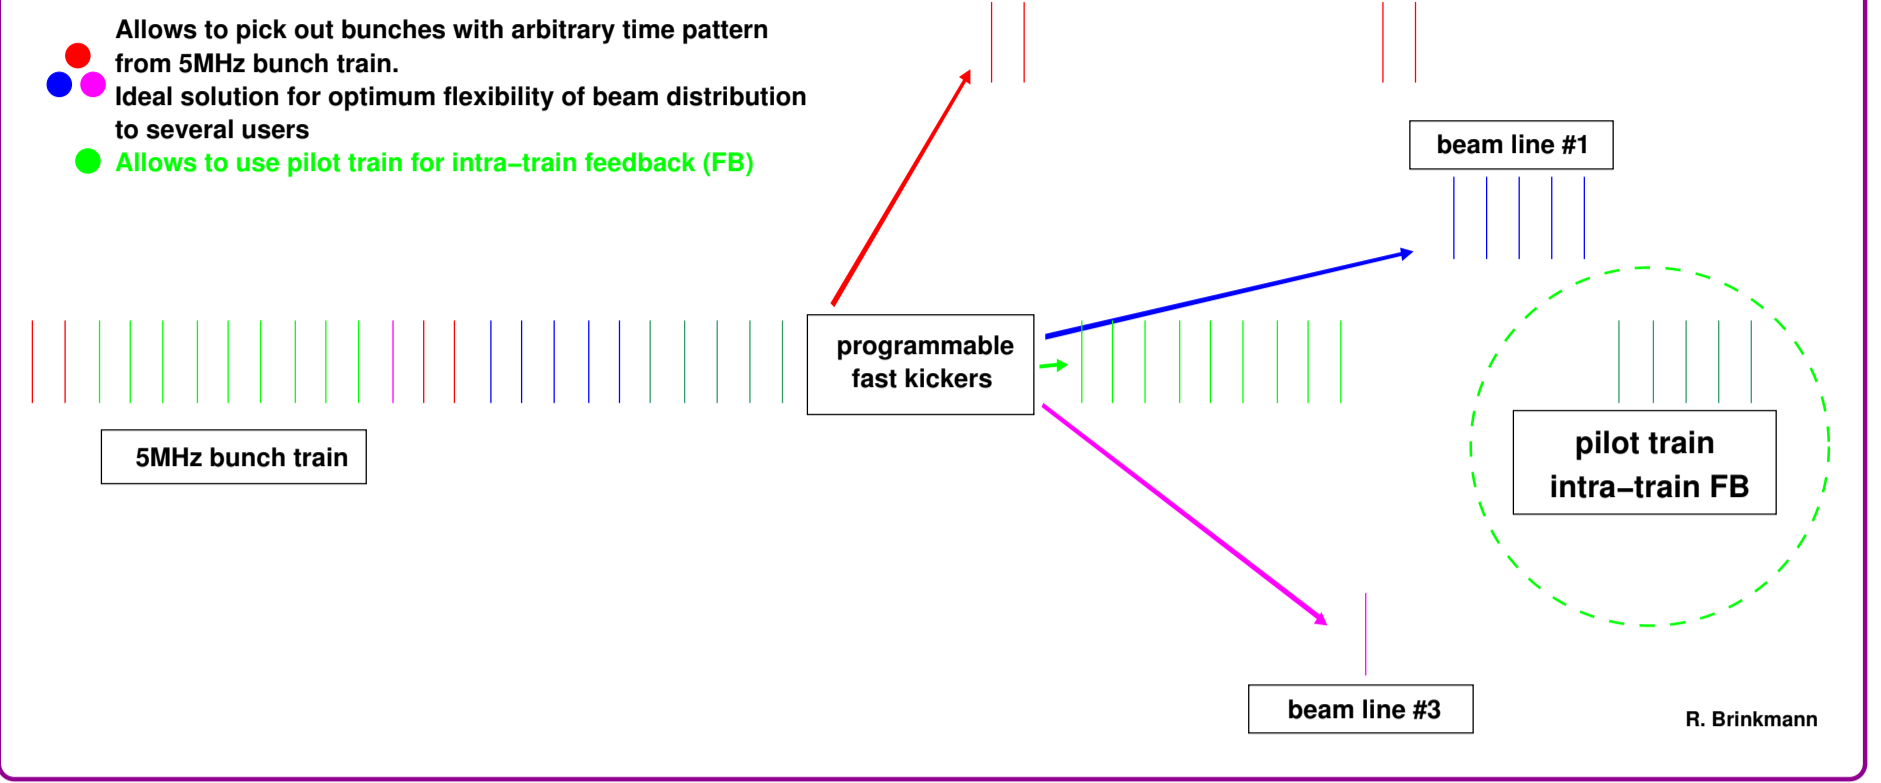 Allows to pick out bunches with arbitrary time pattern
from 5MHz bunch train.
Ideal solution for optimum flexibility of beam distribution
to several users
Allows to use pilot train for intra−train feedback (FB)
beam line #1
programmable
fast kickers
5MHz bunch train
pilot train
intra−train FB
beam line #3
R. Brinkmann